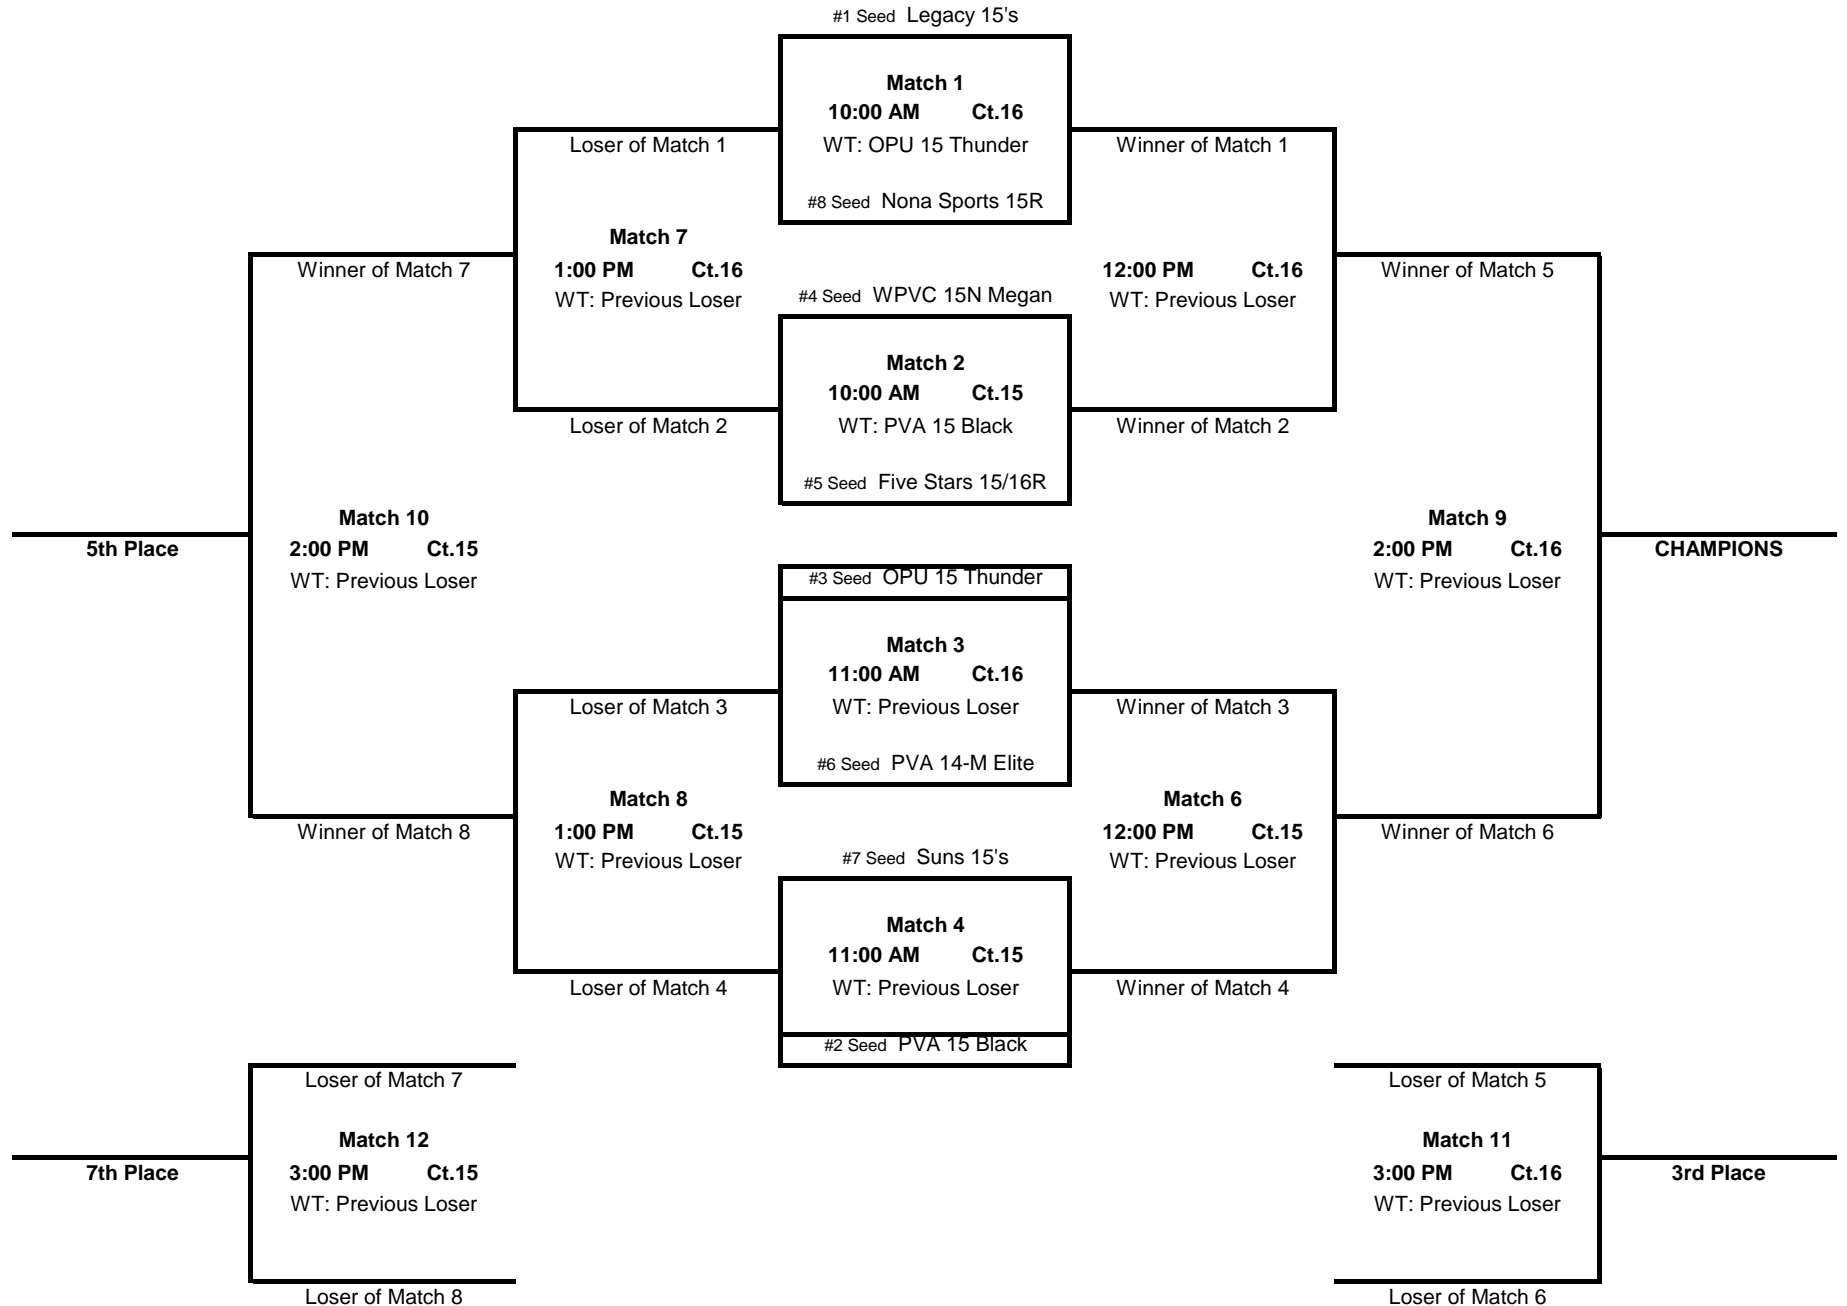 #1 Seed Legacy 15's
Match 1
10:00 AM Ct.16
Loser of Match 1 WT: OPU 15 Thunder Winner of Match 1
#8 Seed Nona Sports 15R
Match 7
Winner of Match 7 1:00 PM Ct.16 12:00 PM Ct.16 Winner of Match 5
WT: Previous Loser #4 Seed WPVC 15N Megan WT: Previous Loser
Match 2
10:00 AM Ct.15
Loser of Match 2 WT: PVA 15 Black Winner of Match 2
#5 Seed Five Stars 15/16R
Match 10 Match 9
5th Place 2:00 PM Ct.15 2:00 PM Ct.16 CHAMPIONS
WT: Previous Loser #3 Seed OPU 15 Thunder WT: Previous Loser
Match 3
11:00 AM Ct.16
Loser of Match 3 WT: Previous Loser Winner of Match 3
#6 Seed PVA 14-M Elite
Match 8 Match 6
Winner of Match 8 1:00 PM Ct.15 12:00 PM Ct.15 Winner of Match 6
WT: Previous Loser #7 Seed Suns 15's WT: Previous Loser
Match 4
11:00 AM Ct.15
Loser of Match 4 WT: Previous Loser Winner of Match 4
#2 Seed PVA 15 Black
Loser of Match 7 Loser of Match 5
Match 12 Match 11
7th Place 3:00 PM Ct.15 3:00 PM Ct.16 3rd Place
WT: Previous Loser WT: Previous Loser
Loser of Match 8 Loser of Match 6